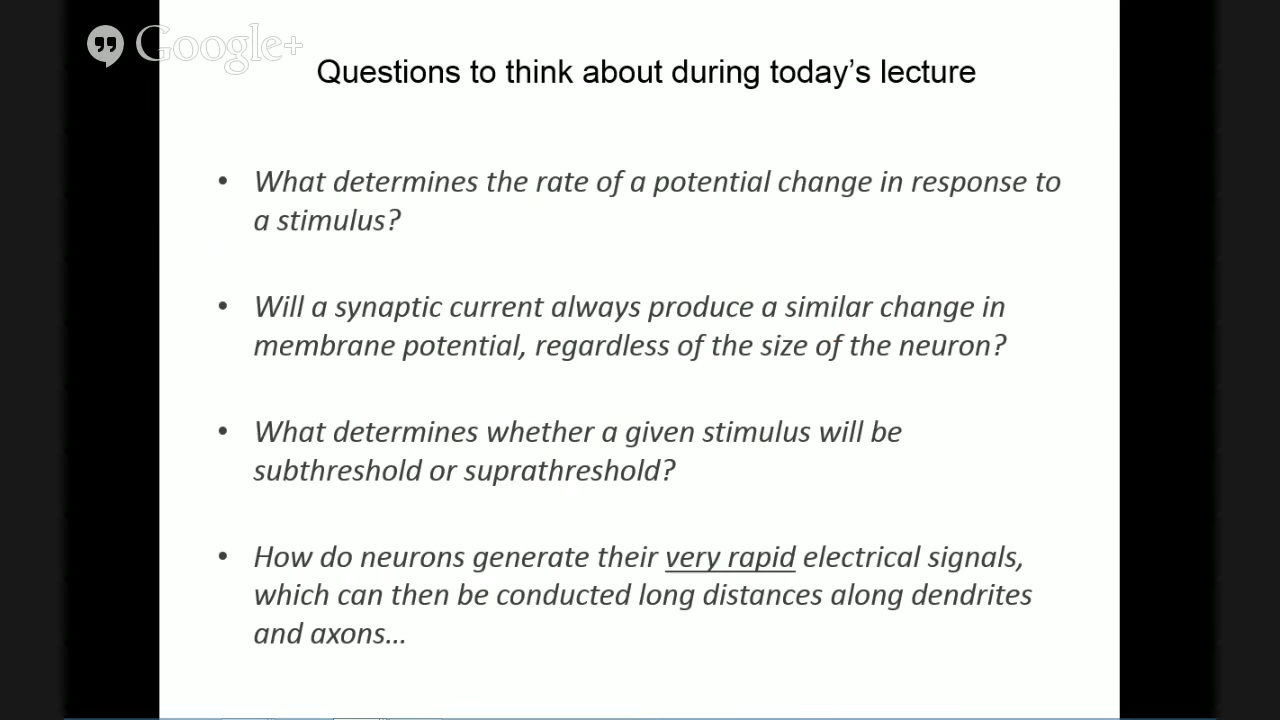 Google+
Questions to think about during today’s lecture
• What determines the rate of a potential change in response to
a stimulus?
• Will a synaptic current always produce a similar change in
membrane potential, regardless of the size of the neuron?
• What determines whether a given stimulus will be
subthreshold or suprathreshold?
• How do neurons generate their very rapid electrical signals,
which can then be conducted long distances along dendrites
and axons…